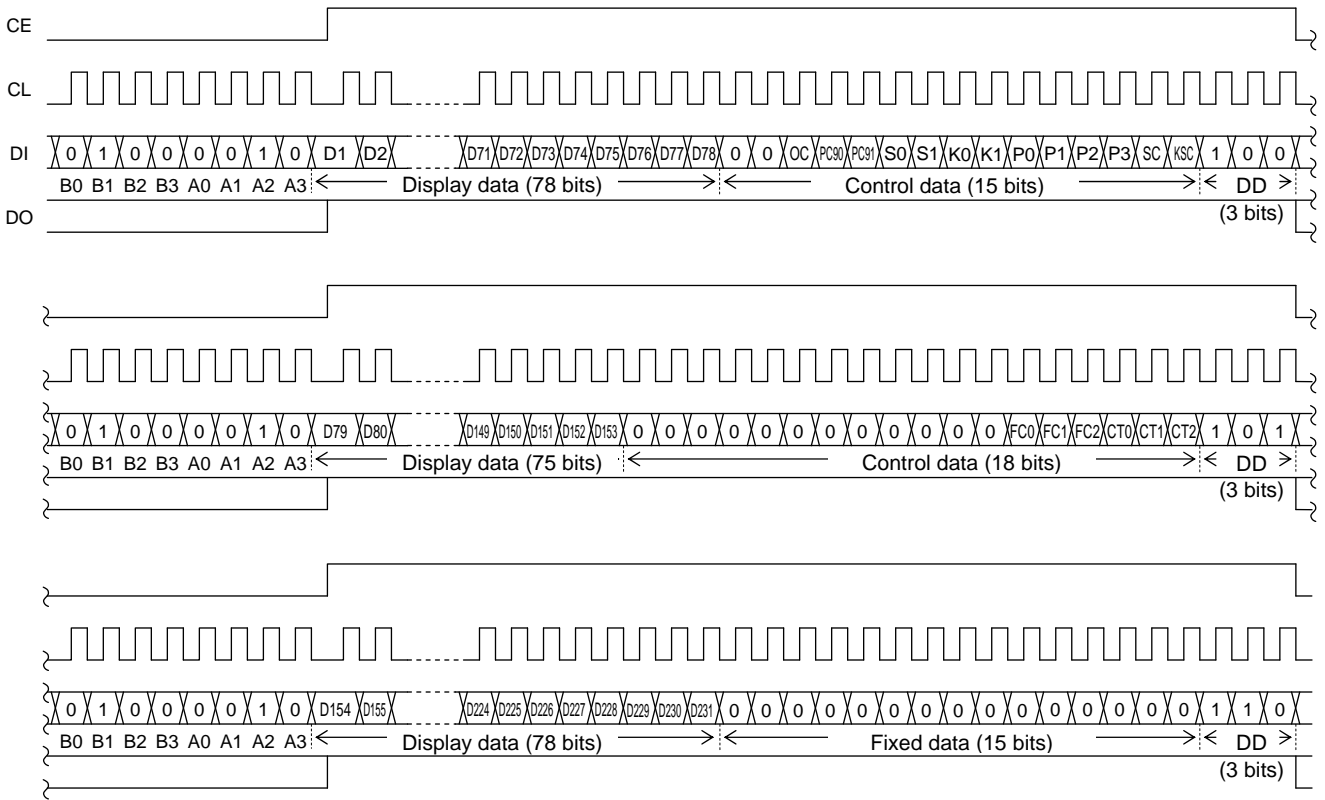 CE
CL
DI 0 1 0 0 0 0 1 0 D1 D2 D71 D72 D73 D74 D75 D76 D77 D78 0 0 OC PC90 PC91 S0 S1 K0 K1 P0 P1 P2 P3 SC KSC 1 0 0
B0 B1 B2 B3 A0 A1 A2 A3 Display data (78 bits) Control data (15 bits) DD
(3 bits)
DO
0 1 0 0 0 0 1 0 D79 D80 D149 D150 D151 D152 D153 0 0 0 0 0 0 0 0 0 0 0 0 FC0 FC1 FC2 CT0 CT1 CT2 1 0 1
B0 B1 B2 B3 A0 A1 A2 A3 Display data (75 bits) Control data (18 bits) DD
(3 bits)
0 1 0 0 0 0 1 0 D154 D155 D224 D225 D226 D227 D228 D229 D230 D231 0 0 0 0 0 0 0 0 0 0 0 0 0 0 0 1 1 0
B0 B1 B2 B3 A0 A1 A2 A3 Display data (78 bits) Fixed data (15 bits) DD
(3 bits)